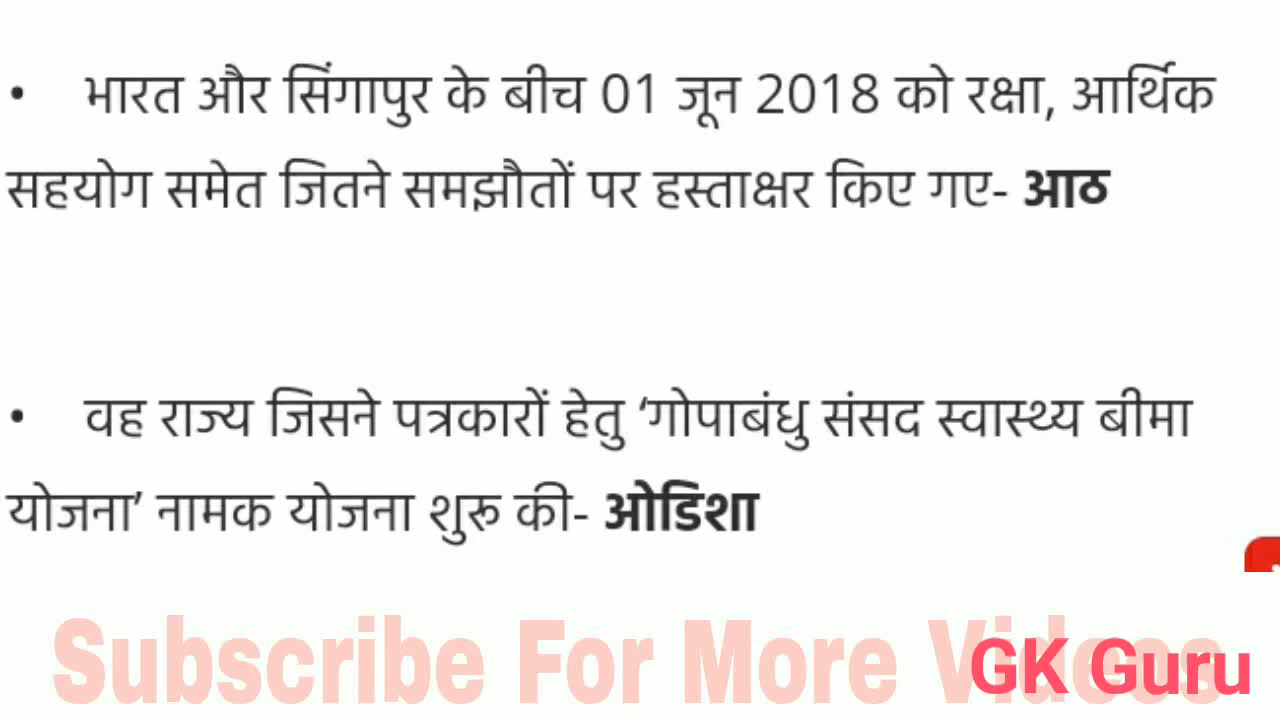 • भारत और सिंगापुर के बीच 01 जून 2018 को रक्षा, आर्थिक
सहयोग समेत जितने समझौतों पर हस्ताक्षर किए गए- आठ
• वह राज्य जिसने पत्रकारों हेतु ‘गोपाबंधु संसद स्वास्थ्य बीमा
योजना’ नामक योजना शुरू की- ओडिशा
Subscribe For More Videos
GK Guru